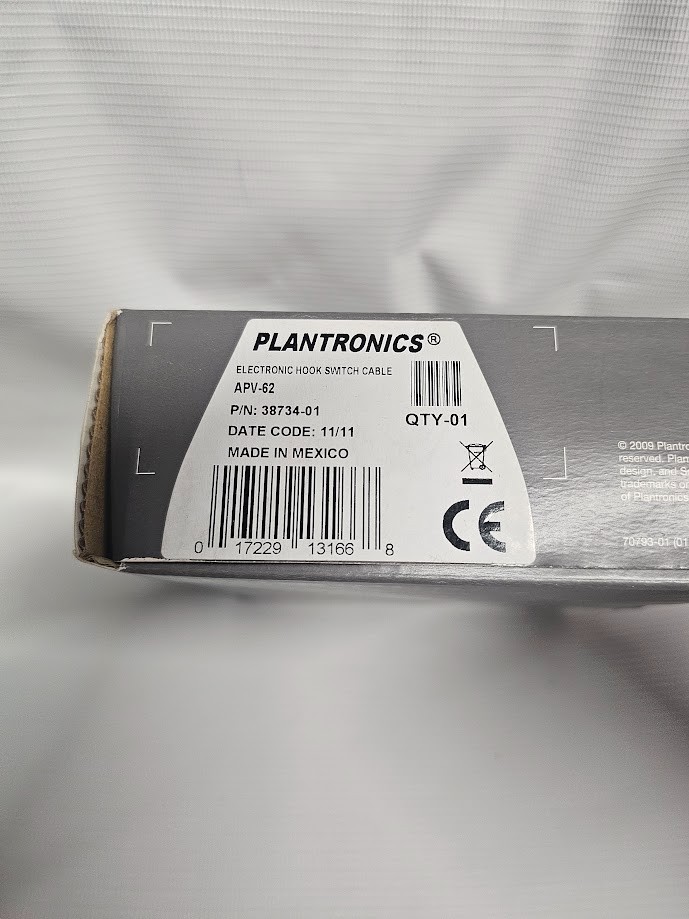 PLANTRONICS®
ELECTRONIC HOOK SWITCH CABLE
APV-62
P/N: 38734-01
QTY-01
DATE CODE: 11/11
MADE IN MEXICO
0 17229 13166 8
CE
© 2009 Plantro
reserved. Plan
design, and S
trademarks o
of Plantronics
70793-01 (01